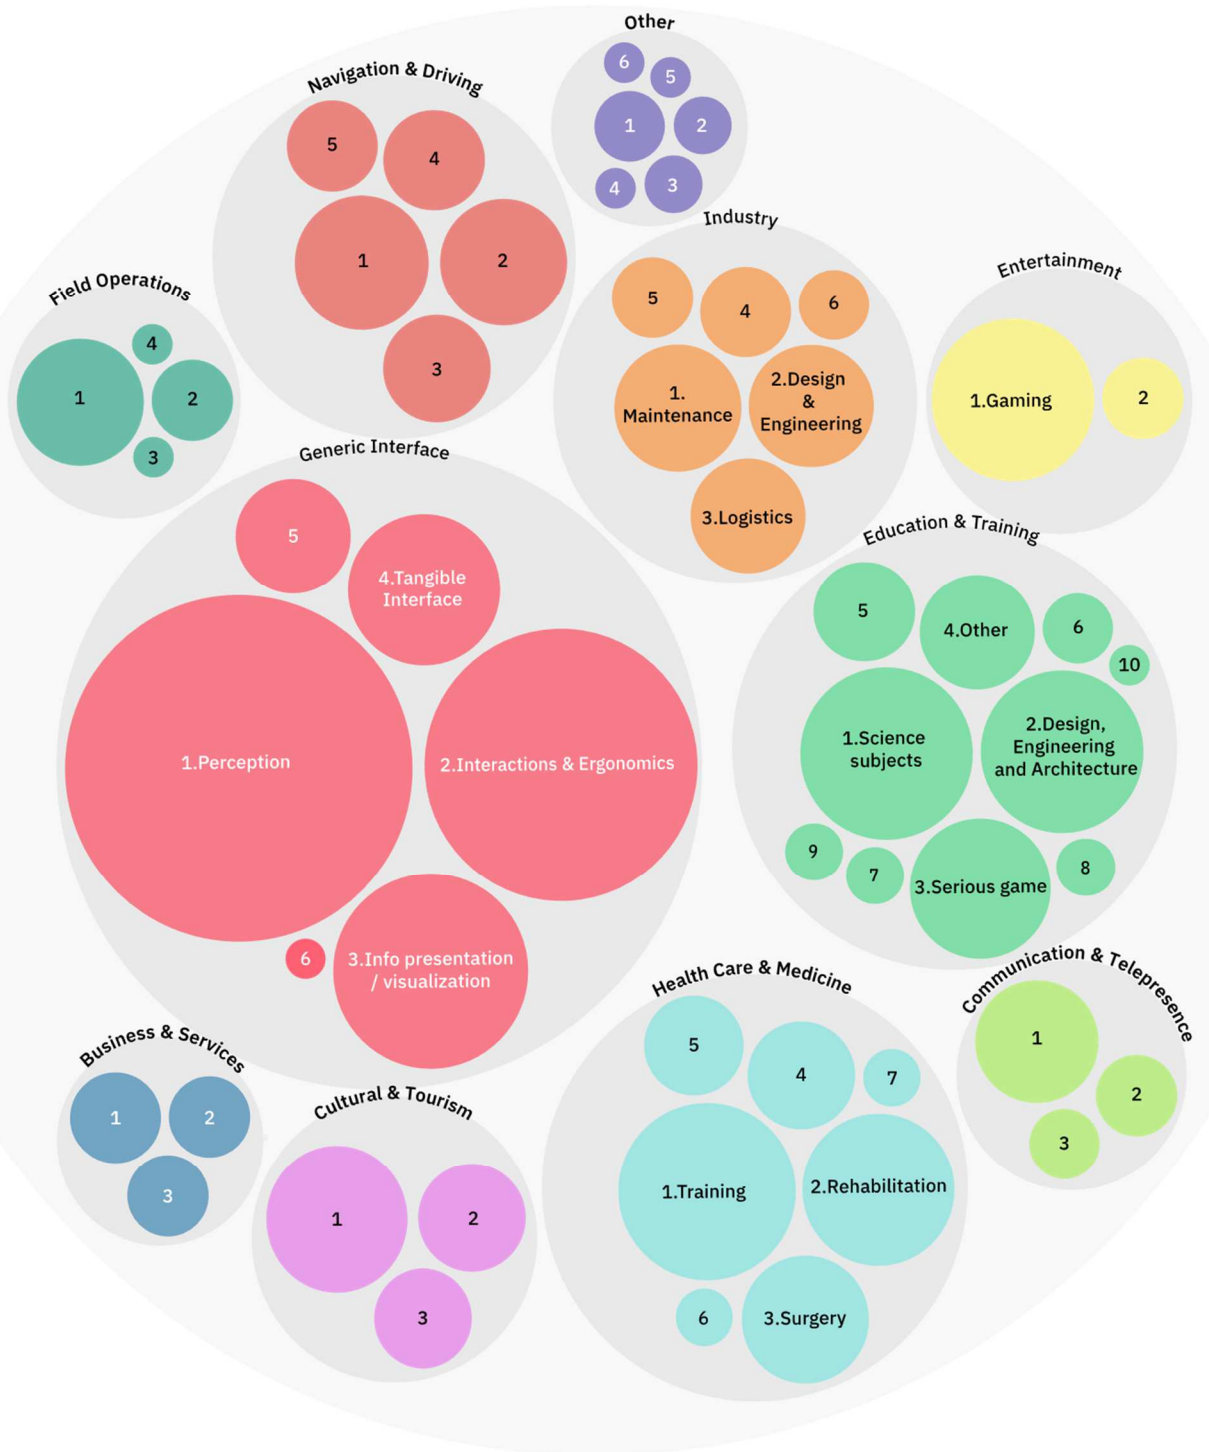 Other
6
5
1
2
4
3
Navigation & Driving
5
4
1
2
3
Industry
5
4
6
1.
Maintenance
2.Design
&
Engineering
3.Logistics
Entertainment
1.Gaming
2
Field Operations
4
1
2
3
Generic Interface
5
4.Tangible
Interface
1.Perception
2.Interactions & Ergonomics
6
3.Info presentation
/ visualization
Education & Training
5
4.Other
6
10
1.Science
subjects
2.Design,
Engineering
and Architecture
9
7
3.Serious game
8
Communication & Telepresence
1
2
3
Health Care & Medicine
5
4
7
1.Training
2.Rehabilitation
6
3.Surgery
Business & Services
1
2
3
Cultural & Tourism
1
2
3